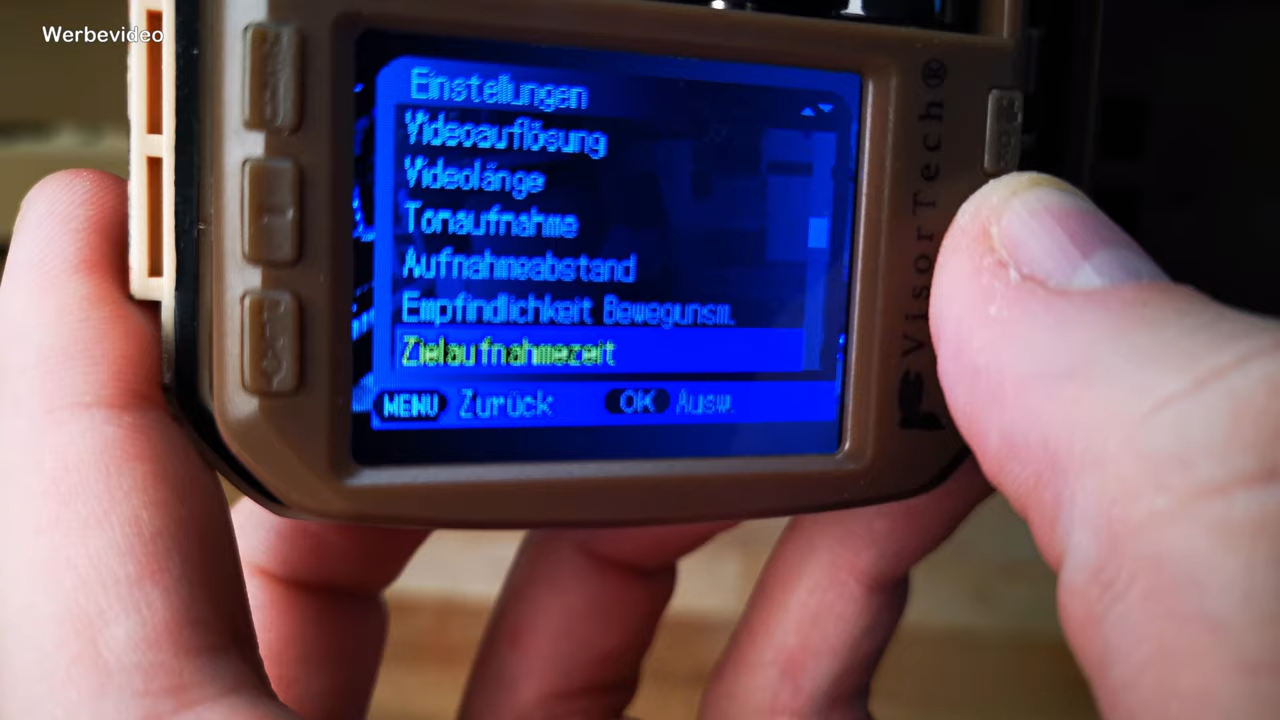 Werbevideo
Einstellungen
Videoauflösung
Videolänge
Tonaufnahme
Aufnahmeabstand
Empfindlichkeit Bewegunsm.
Zielaufnahmezeit
MENU Zurück OK Ausw.
VisorTech®